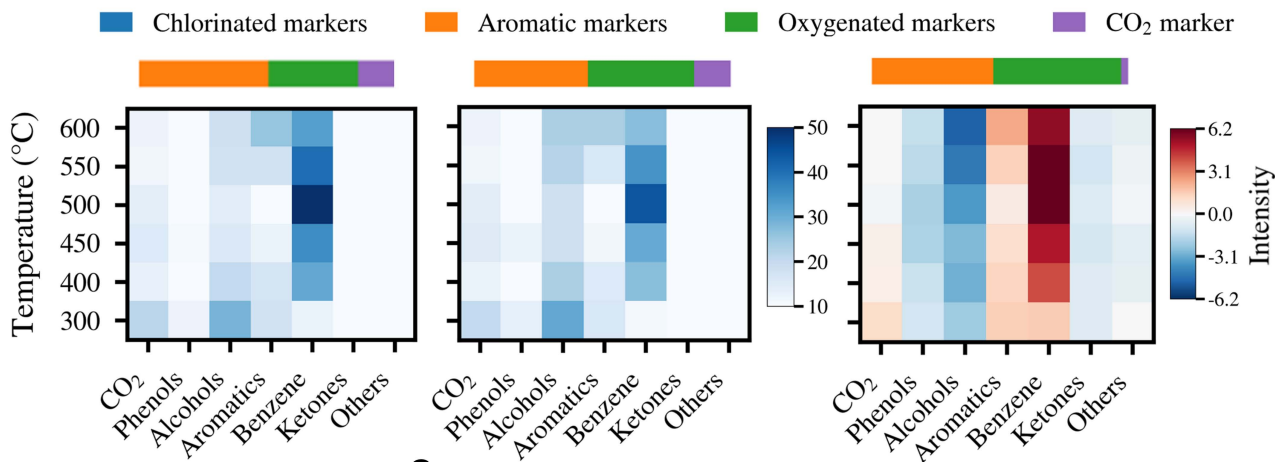 Chlorinated markers Aromatic markers Oxygenated markers CO₂ marker
Temperature (°C)
600
550
500
450
400
300
CO₂ Phenols Alcohols Aromatics Benzene Ketones Others
CO₂ Phenols Alcohols Aromatics Benzene Ketones Others
50
40
30
20
10
CO₂ Phenols Alcohols Aromatics Benzene Ketones Others
6.2
3.1
0.0
-3.1
-6.2
Intensity